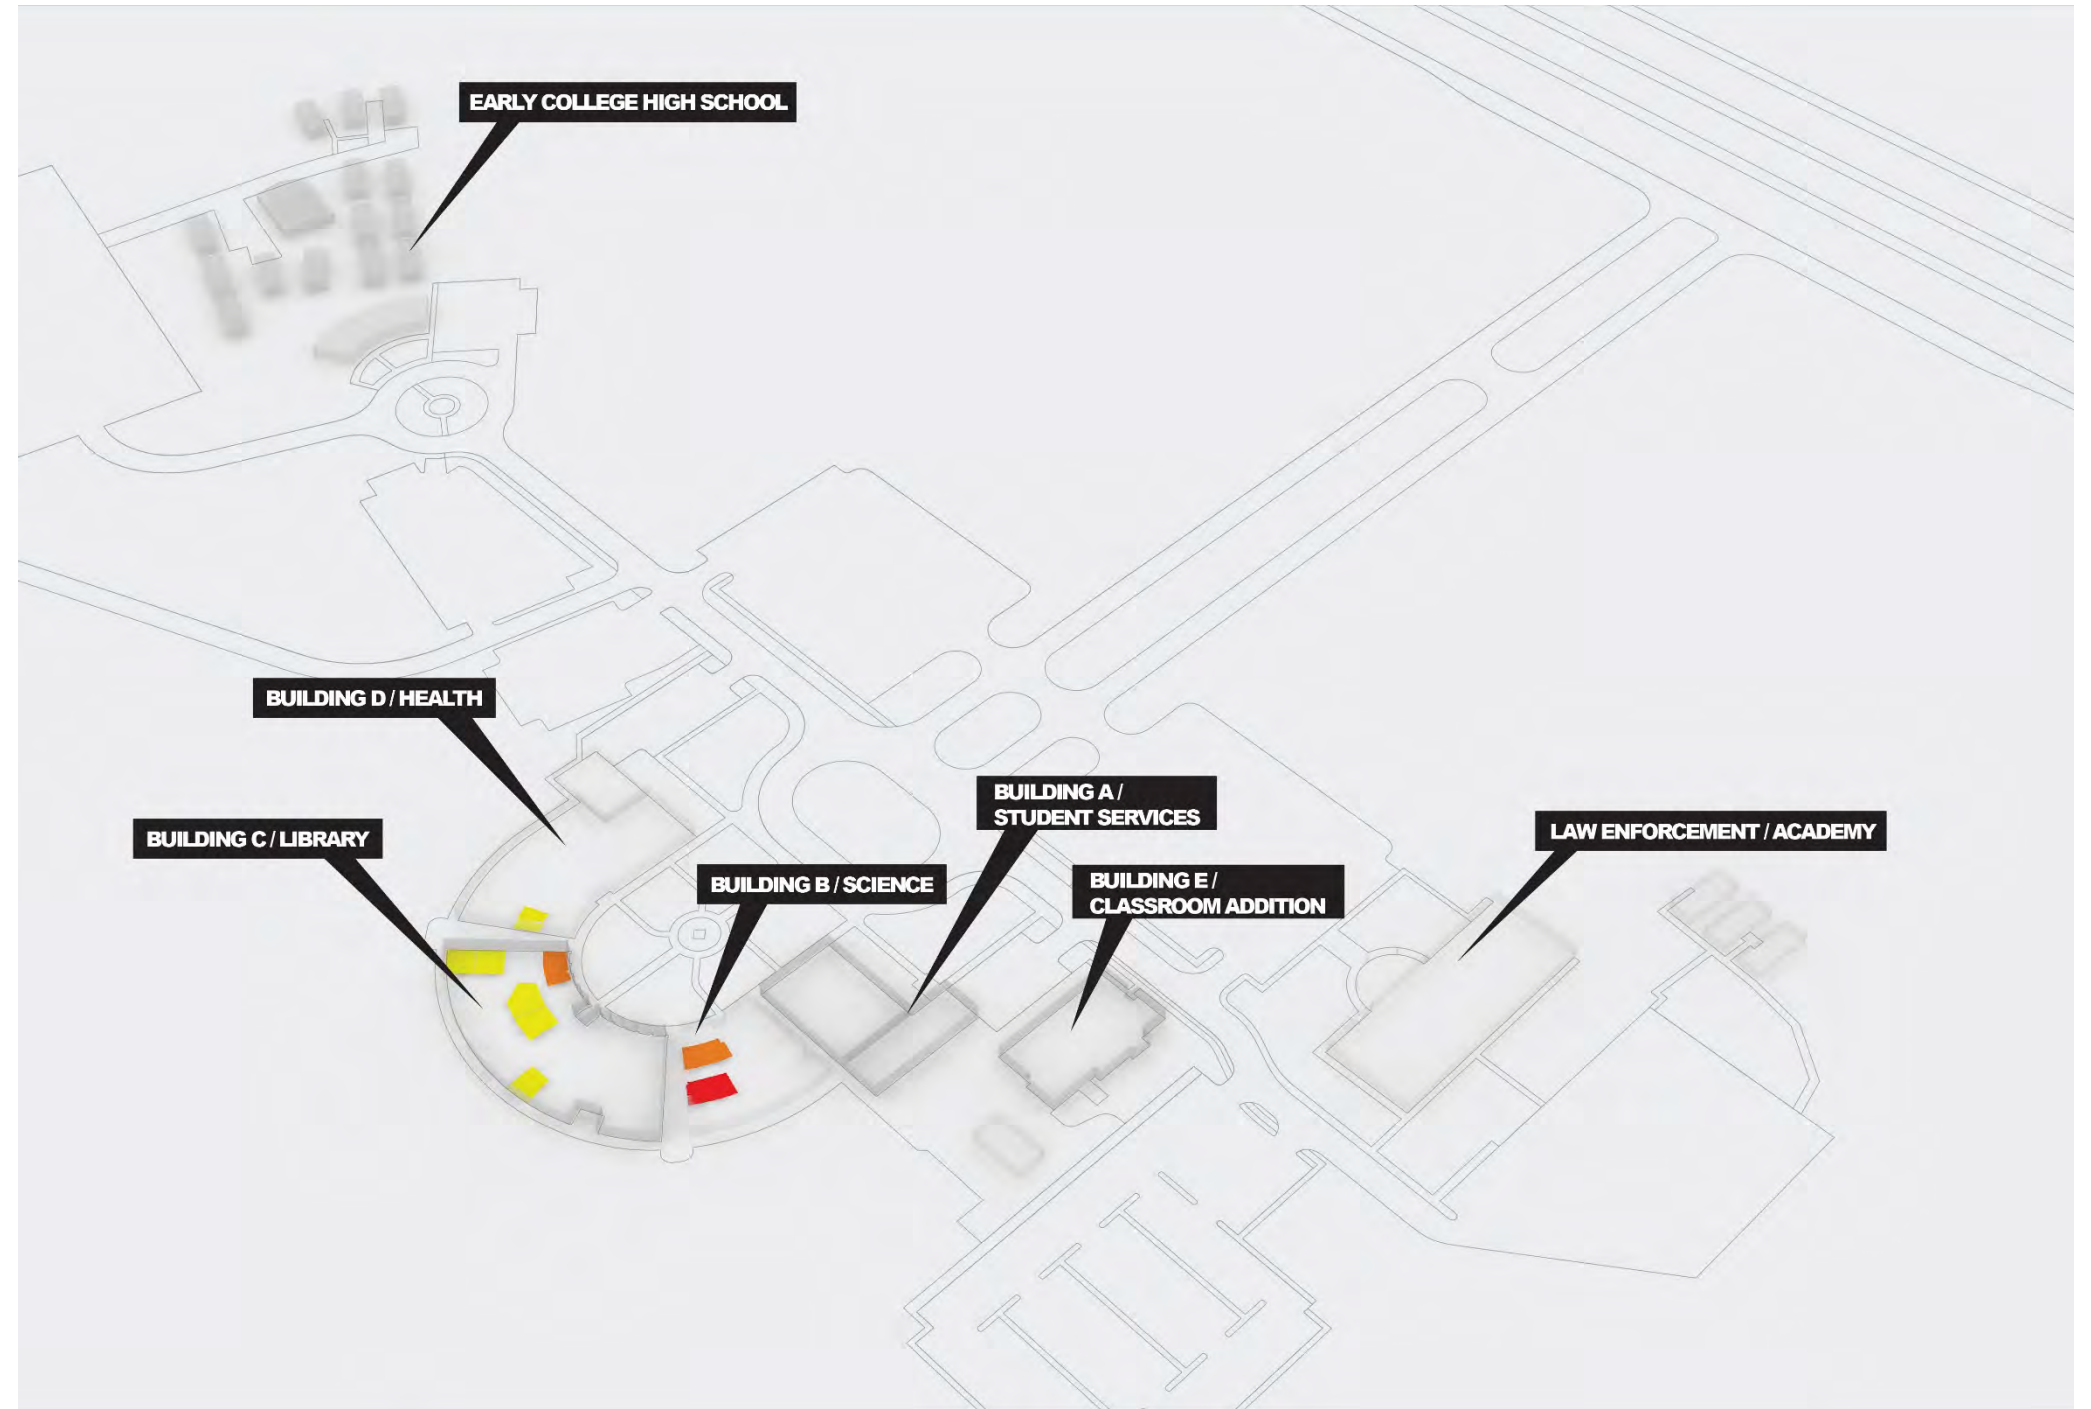 EARLY COLLEGE HIGH SCHOOL
BUILDING D / HEALTH
BUILDING A /
STUDENT SERVICES
BUILDING C / LIBRARY
LAW ENFORCEMENT / ACADEMY
BUILDING B / SCIENCE
BUILDING E /
CLASSROOM ADDITION